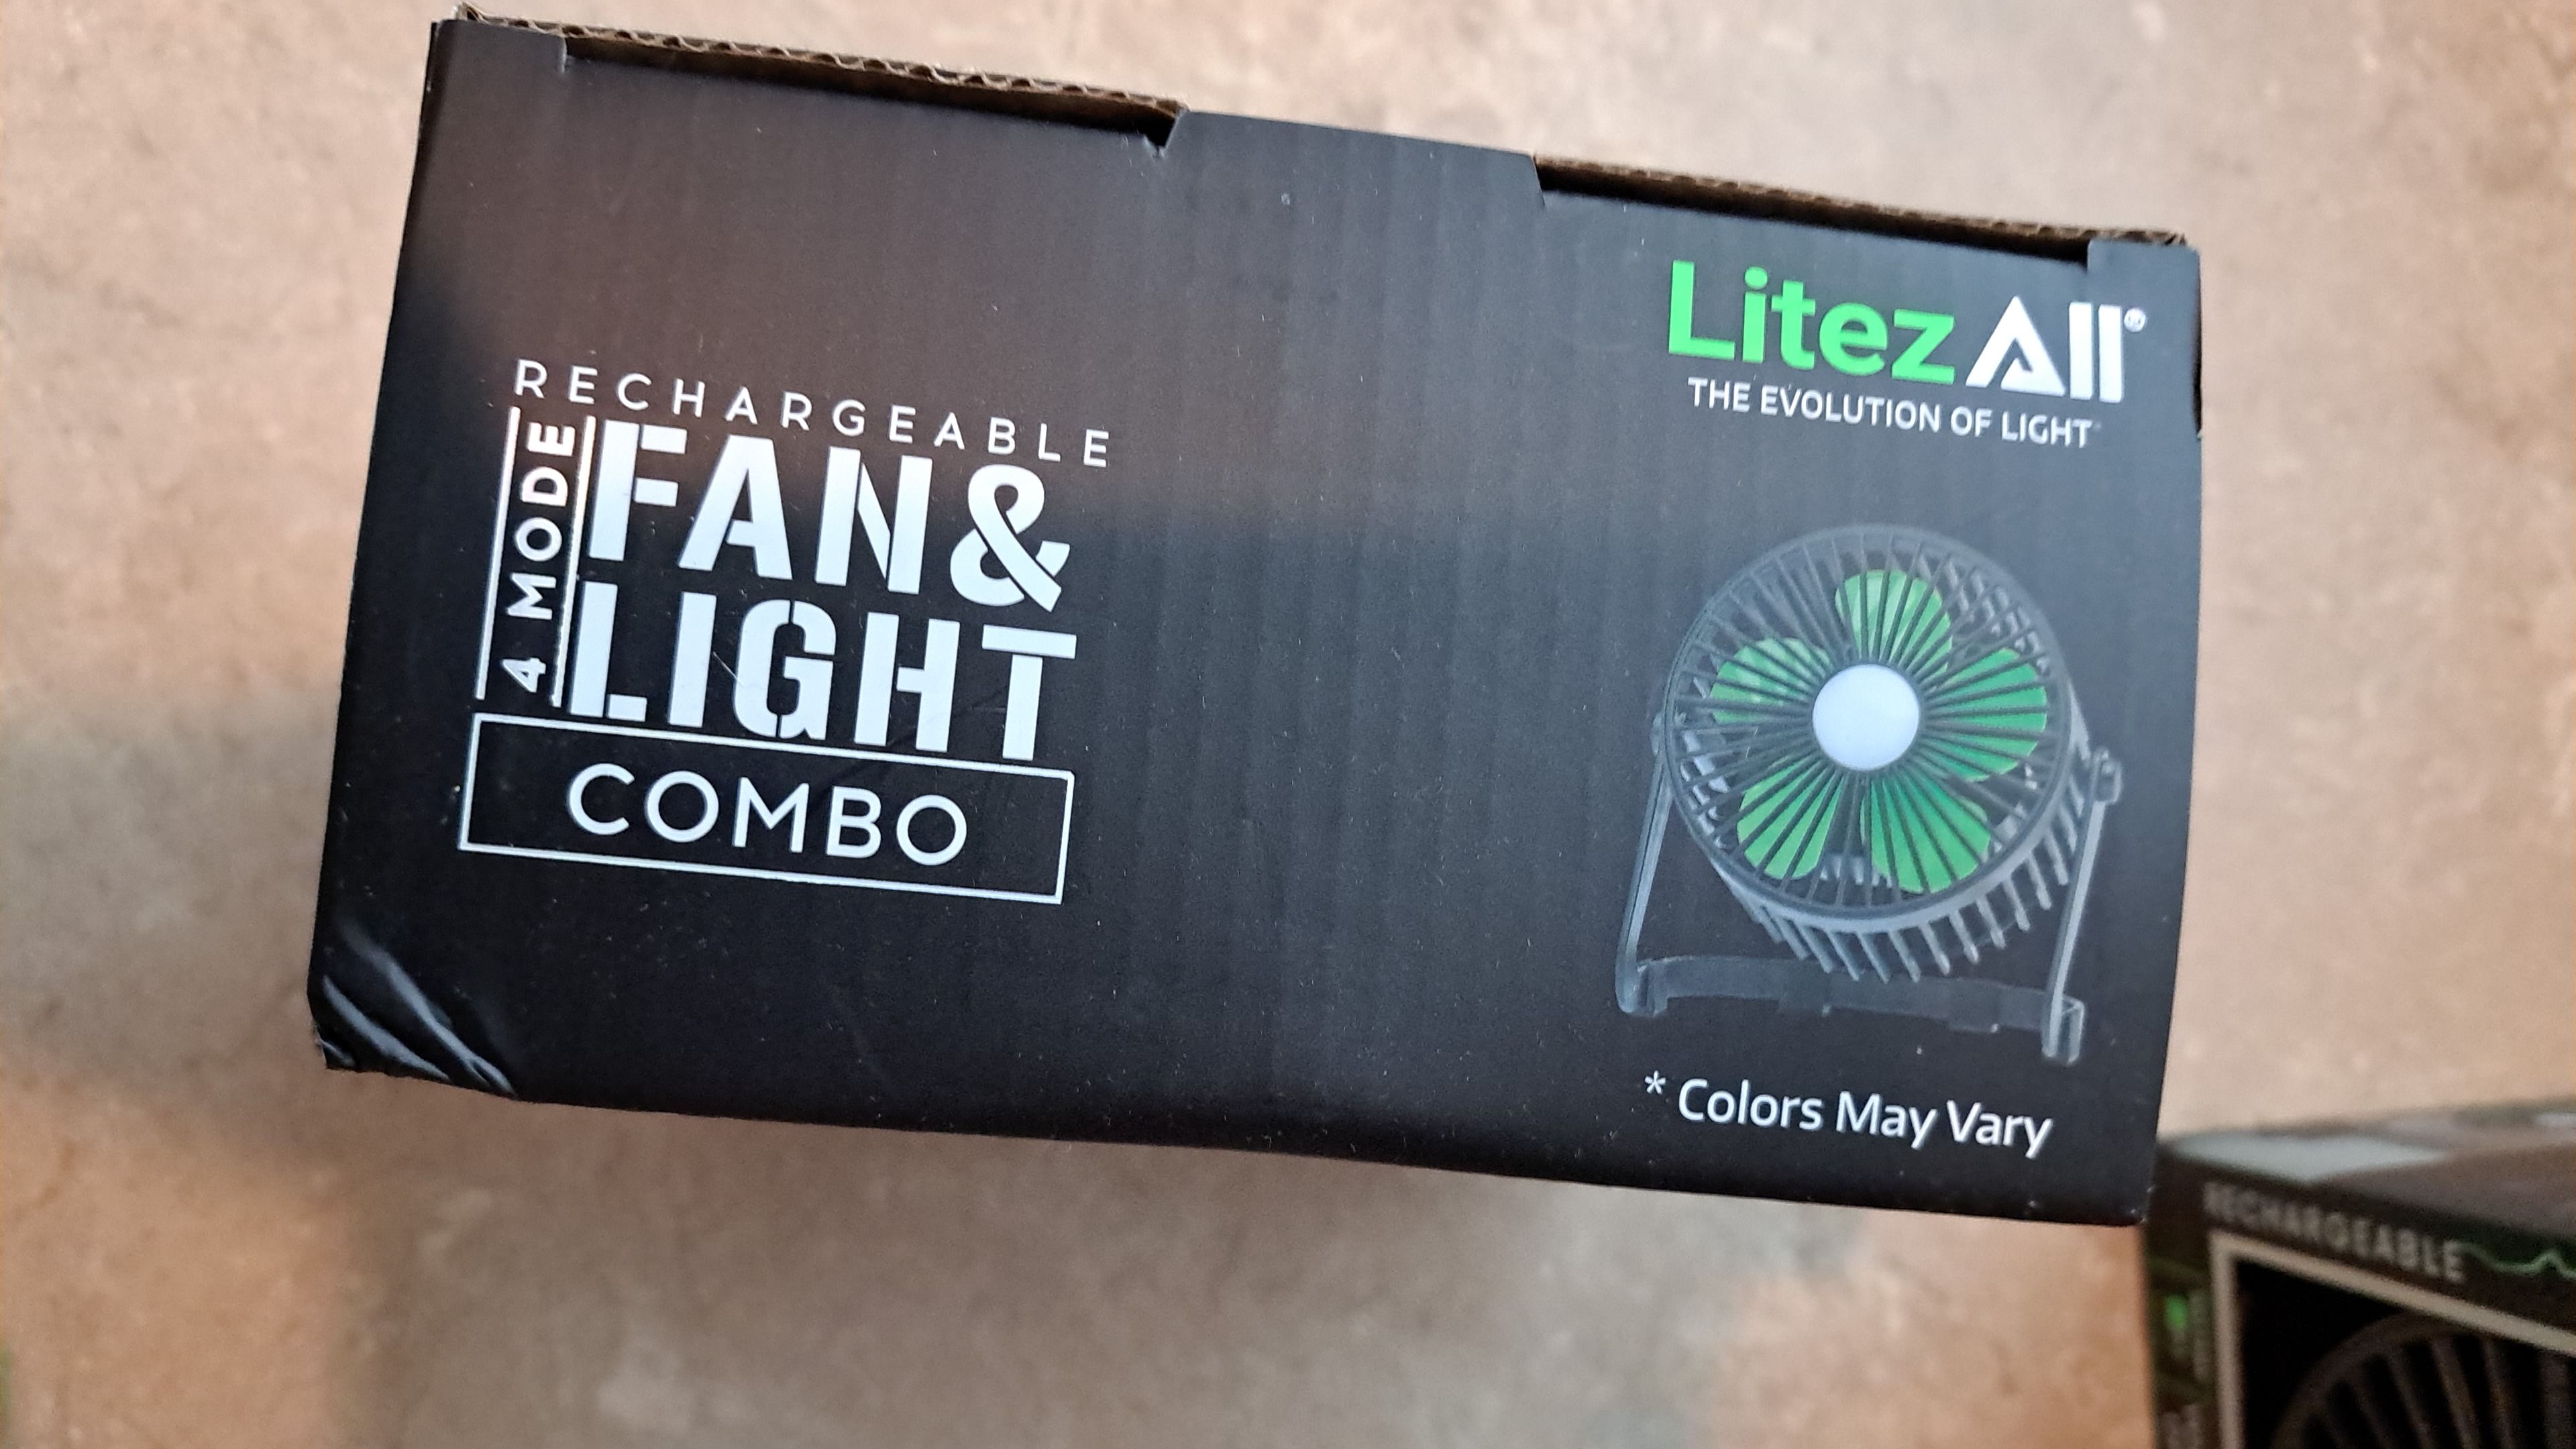 RECHARGEABLE
4 MODE
FAN &
LIGHT
COMBO
LitezAll®
THE EVOLUTION OF LIGHT
* Colors May Vary
RECHARGEABLE